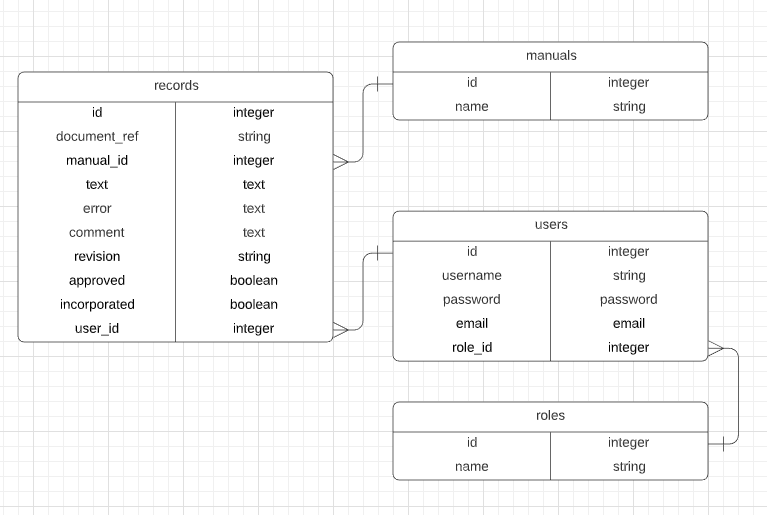 records
id integer
document_ref string
manual_id integer
text text
error text
comment text
revision string
approved boolean
incorporated boolean
user_id integer
manuals
id integer
name string
users
id integer
username string
password password
email email
role_id integer
roles
id integer
name string